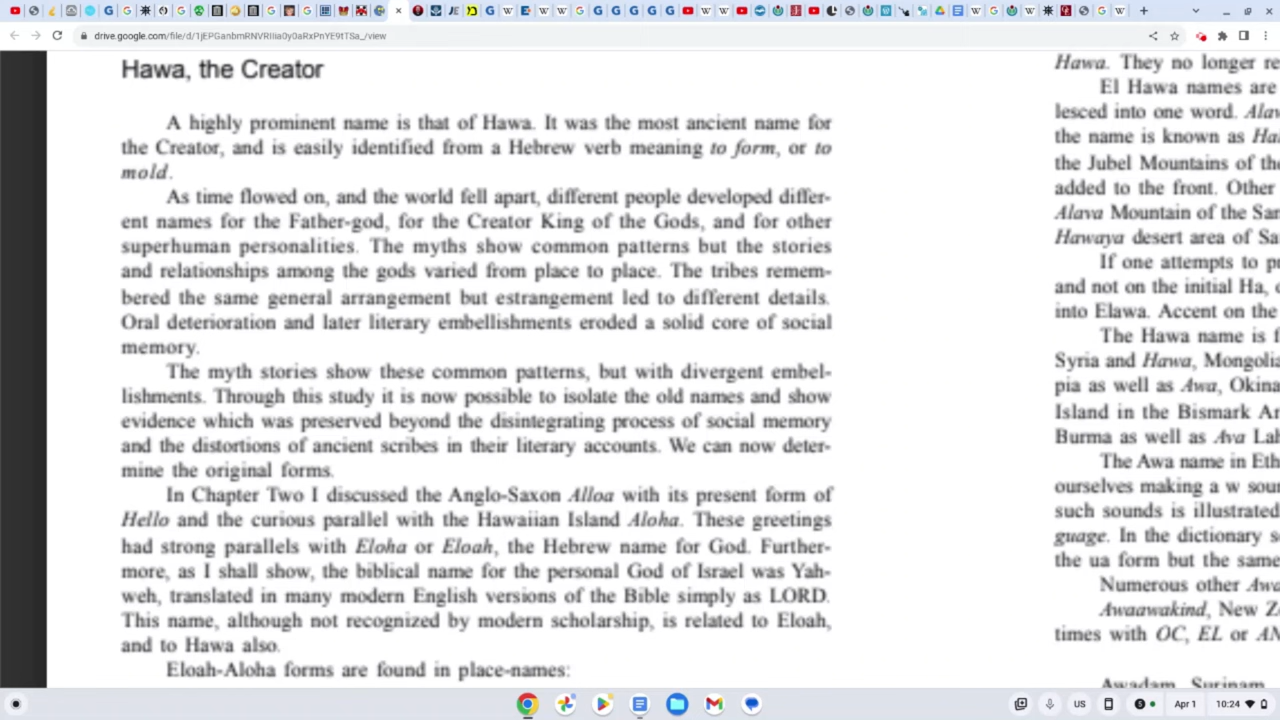 drive.google.com/file/d/1jEPGanbmRNVRIIia0y0aRxPnYE9tTSa_/view
Hawa, the Creator
A highly prominent name is that of Hawa. It was the most ancient name for
the Creator, and is easily identified from a Hebrew verb meaning to form, or to
mold.
As time flowed on, and the world fell apart, different people developed differ-
ent names for the Father-god, for the Creator King of the Gods, and for other
superhuman personalities. The myths show common patterns but the stories
and relationships among the gods varied from place to place. The tribes remem-
bered the same general arrangement but estrangement led to different details.
Oral deterioration and later literary embellishments eroded a solid core of social
memory.
The myth stories show these common patterns, but with divergent embel-
lishments. Through this study it is now possible to isolate the old names and show
evidence which was preserved beyond the disintegrating process of social memory
and the distortions of ancient scribes in their literary accounts. We can now deter-
mine the original forms.
In Chapter Two I discussed the Anglo-Saxon Alloa with its present form of
Hello and the curious parallel with the Hawaiian Island Aloha. These greetings
had strong parallels with Eloha or Eloah, the Hebrew name for God. Further-
more, as I shall show, the biblical name for the personal God of Israel was Yah-
weh, translated in many modern English versions of the Bible simply as LORD.
This name, although not recognized by modern scholarship, is related to Eloah,
and to Hawa also.
Eloah-Aloha forms are found in place-names:
Hawa. They no longer re
El Hawa names are
lesced into one word. Alav
the name is known as Ha
the Jubel Mountains of th
added to the front. Other
Alava Mountain of the Sar
Hawaya desert area of Sa
If one attempts to p
and not on the initial Ha, o
into Elawa. Accent on the
The Hawa name is f
Syria and Hawa, Mongolia
pia as well as Awa, Okina
Island in the Bismark Ar
Burma as well as Ava Lah
The Awa name in Eth
ourselves making a w sour
such sounds is illustrated
guage. In the dictionary s
the ua form but the same
Numerous other Awa
Awaawakind, New Z
times with OC, EL or AN
Awadam, Surinam
US
Apr 1
10:24